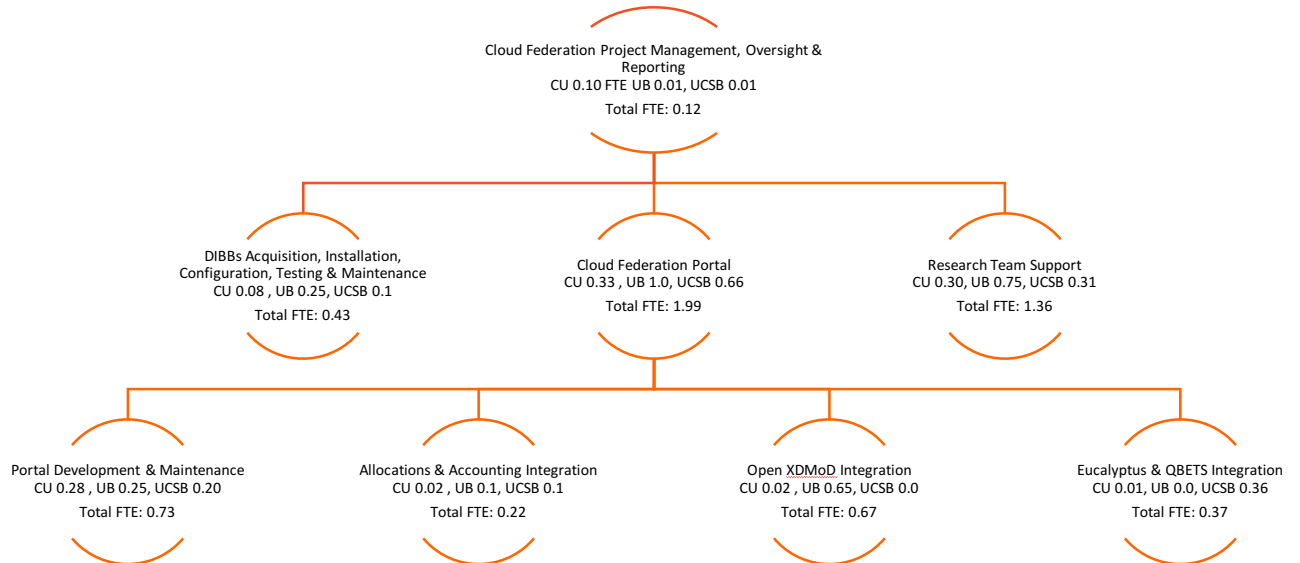 Cloud Federation Project Management, Oversight &
Reporting
CU 0.10 FTE UB 0.01, UCSB 0.01
Total FTE: 0.12
DIBBs Acquisition, Installation,
Configuration, Testing & Maintenance
CU 0.08 , UB 0.25, UCSB 0.1
Total FTE: 0.43
Cloud Federation Portal
CU 0.33 , UB 1.0, UCSB 0.66
Total FTE: 1.99
Research Team Support
CU 0.30, UB 0.75, UCSB 0.31
Total FTE: 1.36
Portal Development & Maintenance
CU 0.28 , UB 0.25, UCSB 0.20
Total FTE: 0.73
Allocations & Accounting Integration
CU 0.02 , UB 0.1, UCSB 0.1
Total FTE: 0.22
Open XDMoD Integration
CU 0.02 , UB 0.65, UCSB 0.0
Total FTE: 0.67
Eucalyptus & QBETS Integration
CU 0.01, UB 0.0, UCSB 0.36
Total FTE: 0.37